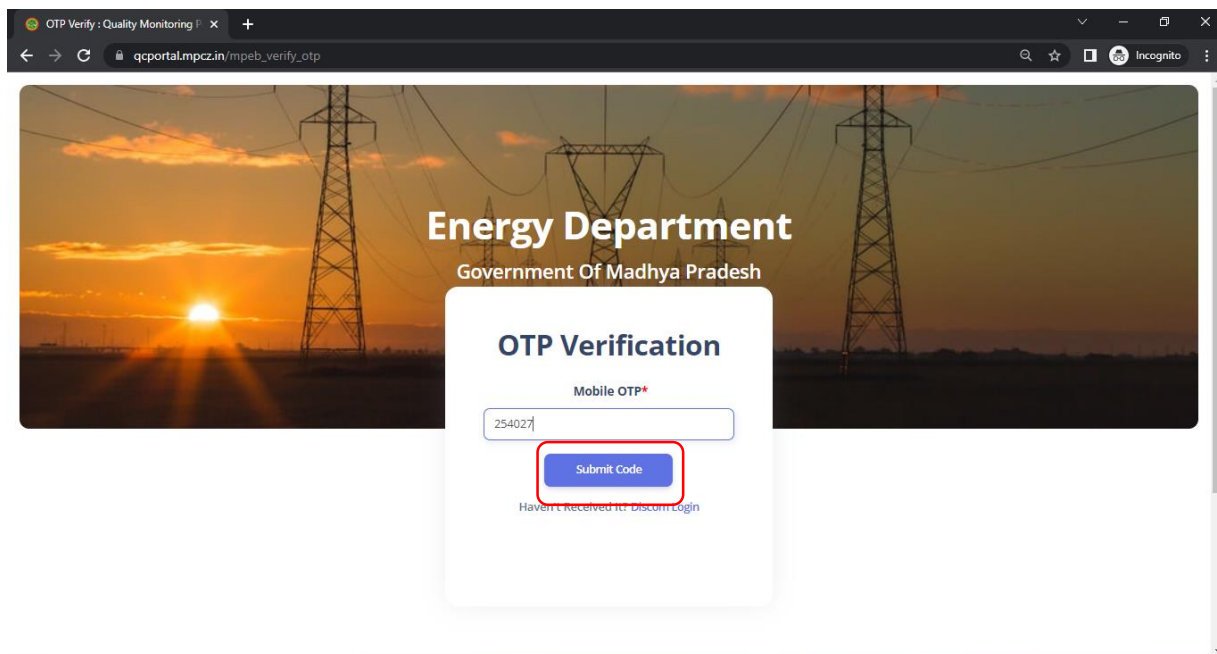 OTP Verify : Quality Monitoring P
qcportal.mpcz.in/mpeb_verify_otp
Incognito
Energy Department
Government Of Madhya Pradesh
OTP Verification
Mobile OTP*
254027
Submit Code
Haven't Received It? Discom Login